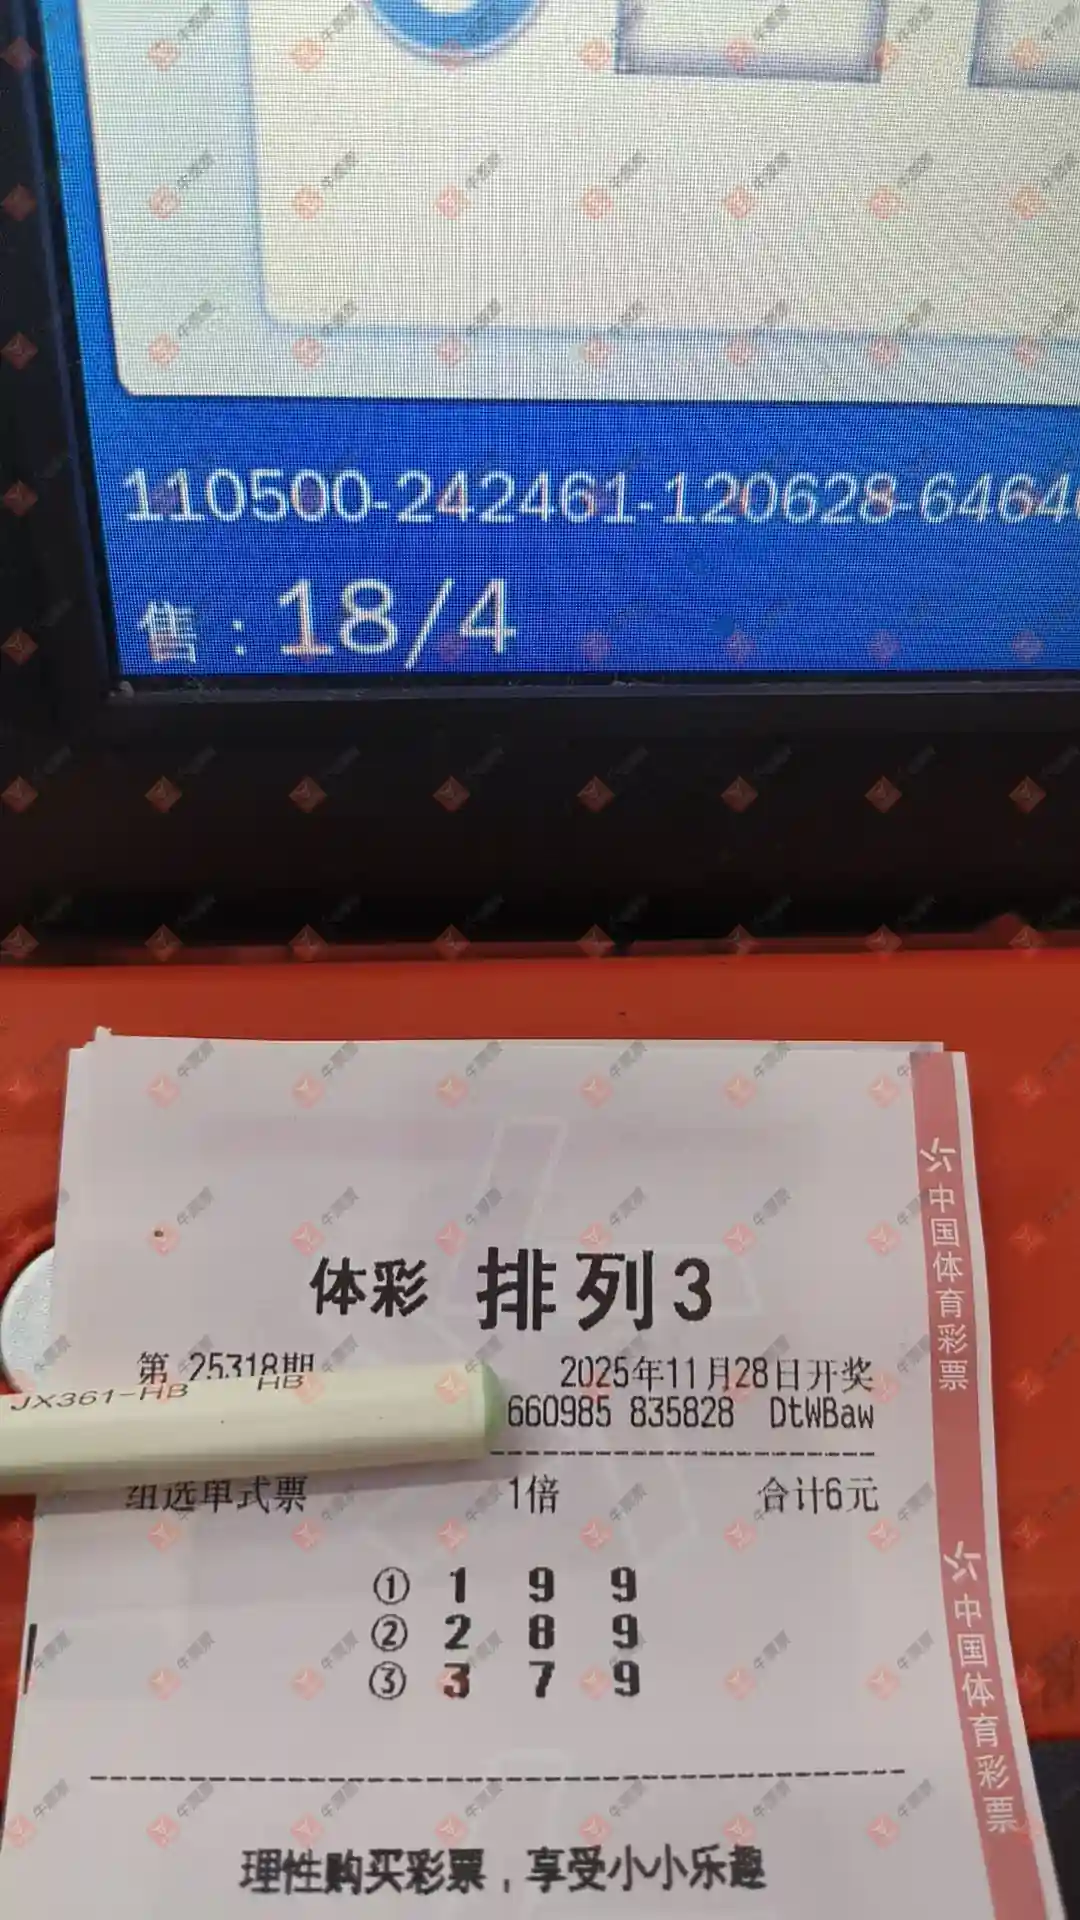 110500-242461-120628-6464
售：18/4
体彩 排列3
第 25318期 2025年11月28日开奖
JX361-HB HB
660985 835828 DtWBaw
组选单式票 1倍 合计6元
① 1 9 9
② 2 8 9
③ 3 7 9
理性购买彩票，享受小小乐趣
中国体育彩票
中国体育彩票